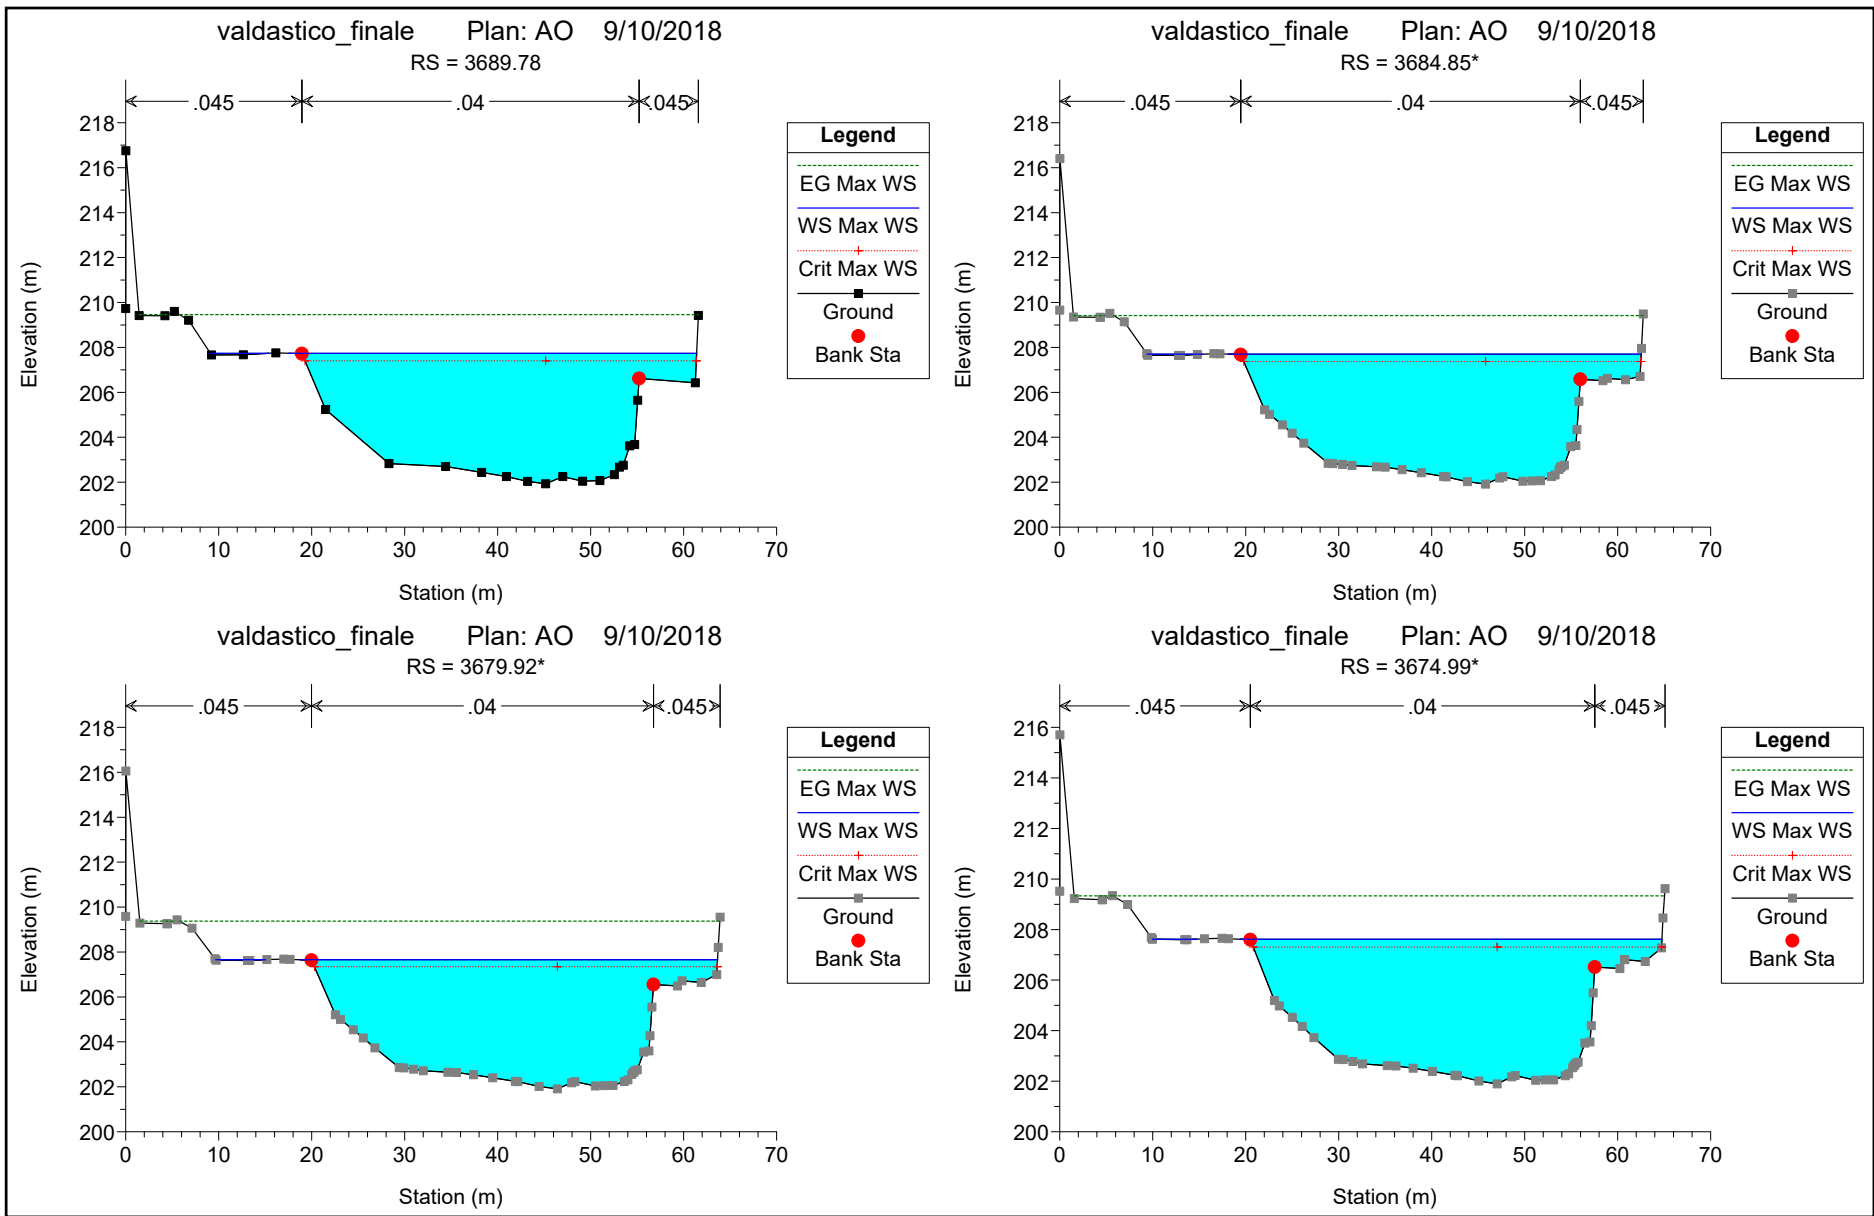 valdastico_finale Plan: AO 9/10/2018
RS = 3689.78
.045 .04 .045
218
216
214
212
210
208
206
204
202
200
0 10 20 30 40 50 60 70
Station (m)
Elevation (m)
Legend
EG Max WS
WS Max WS
Crit Max WS
Ground
Bank Sta
valdastico_finale Plan: AO 9/10/2018
RS = 3684.85*
.045 .04 .045
218
216
214
212
210
208
206
204
202
200
0 10 20 30 40 50 60 70
Station (m)
Elevation (m)
Legend
EG Max WS
WS Max WS
Crit Max WS
Ground
Bank Sta
valdastico_finale Plan: AO 9/10/2018
RS = 3679.92*
.045 .04 .045
218
216
214
212
210
208
206
204
202
200
0 10 20 30 40 50 60 70
Station (m)
Elevation (m)
Legend
EG Max WS
WS Max WS
Crit Max WS
Ground
Bank Sta
valdastico_finale Plan: AO 9/10/2018
RS = 3674.99*
.045 .04 .045
216
214
212
210
208
206
204
202
200
0 10 20 30 40 50 60 70
Station (m)
Elevation (m)
Legend
EG Max WS
WS Max WS
Crit Max WS
Ground
Bank Sta